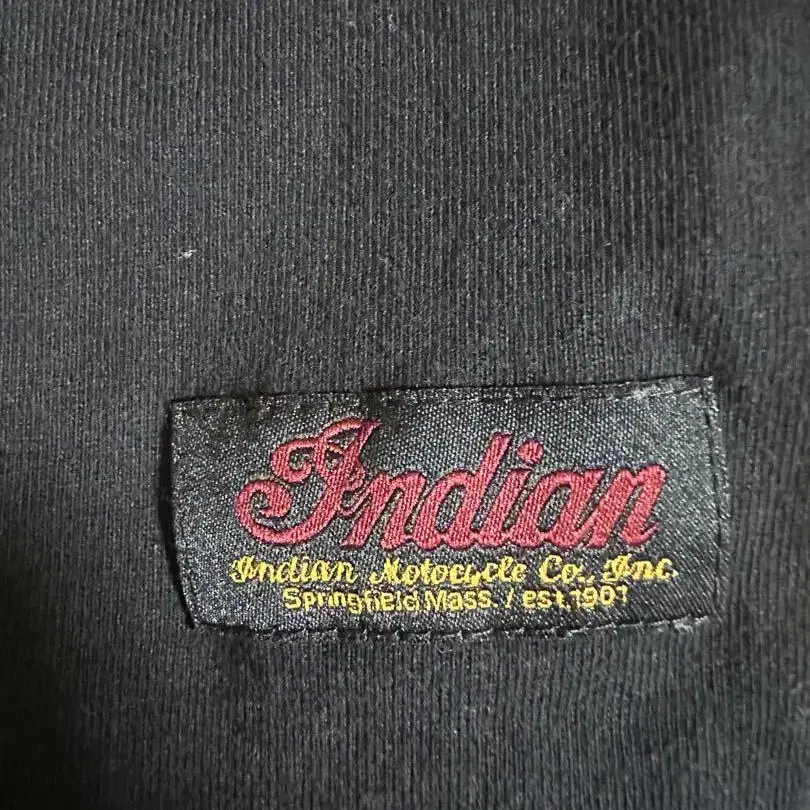 Indian
Indian Motocycle Co., Inc.
Springfield Mass. / est.1901